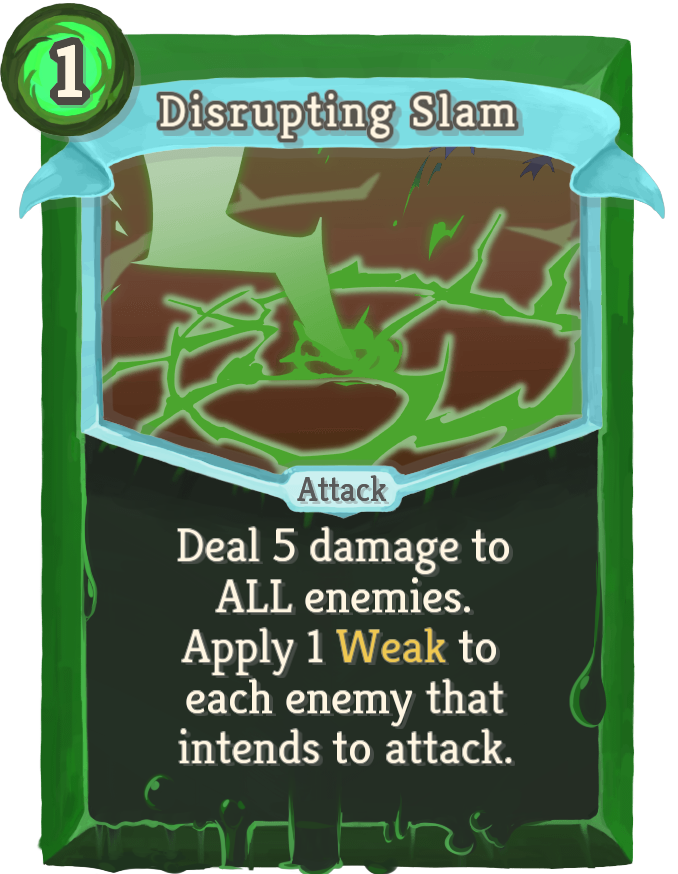 1
Disrupting Slam
Attack
Deal 5 damage to
ALL enemies.
Apply 1 Weak to
each enemy that
intends to attack.